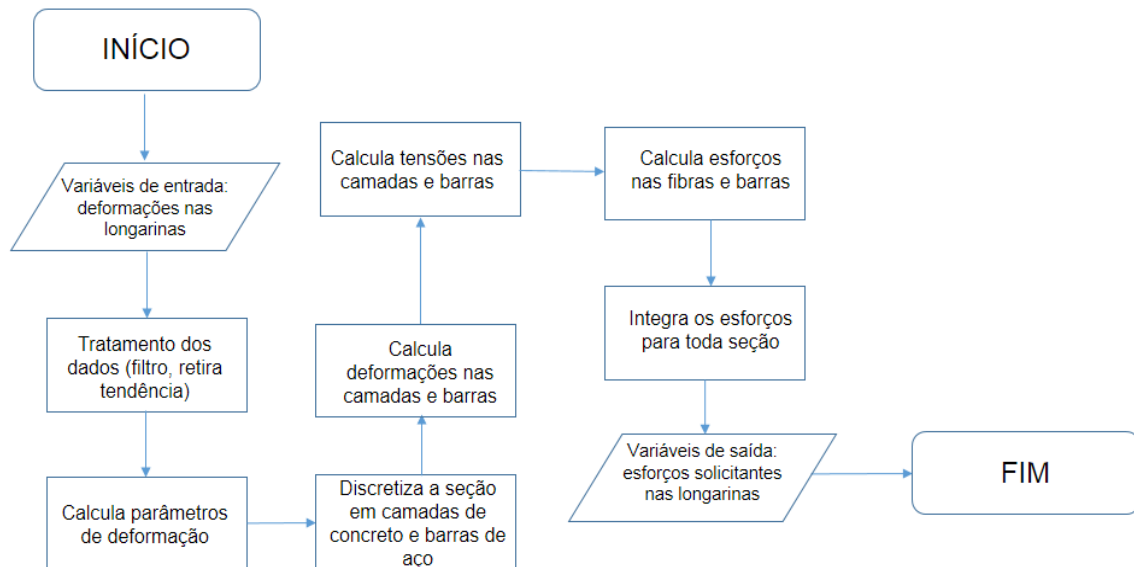 INÍCIO
Variáveis de entrada:
deformações nas
longarinas
Tratamento dos
dados (filtro, retira
tendência)
Calcula parâmetros
de deformação
Discretiza a seção
em camadas de
concreto e barras de
aço
Calcula
deformações nas
camadas e barras
Calcula tensões nas
camadas e barras
Calcula esforços
nas fibras e barras
Integra os esforços
para toda seção
Variáveis de saída:
esforços solicitantes
nas longarinas
FIM